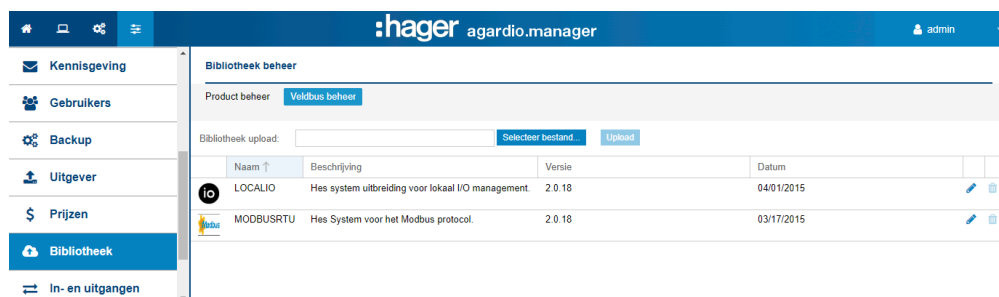 :hager agardio.manager
admin
Kennisgeving
Gebruikers
Backup
Uitgever
Prijzen
Bibliotheek
In- en uitgangen
Bibliotheek beheer
Product beheer Veldbus beheer
Bibliotheek upload: Selecteer bestand... Upload
Naam ↑ Beschrijving Versie Datum
io LOCALIO Hes system uitbreiding voor lokaal I/O management. 2.0.18 04/01/2015
Modbus MODBUSRTU Hes System voor het Modbus protocol. 2.0.18 03/17/2015